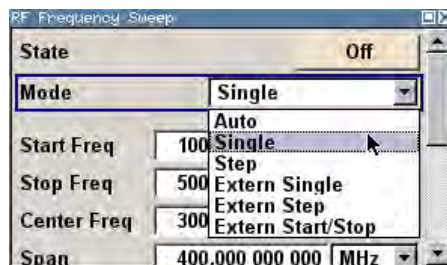 RF Frequency Sweep
State Off
Mode Single
Auto
Start Freq 100 Single
Step
Stop Freq 500 Extern Single
Extern Step
Center Freq 300 Extern Start/Stop
Span 400.000 000 000 MHz